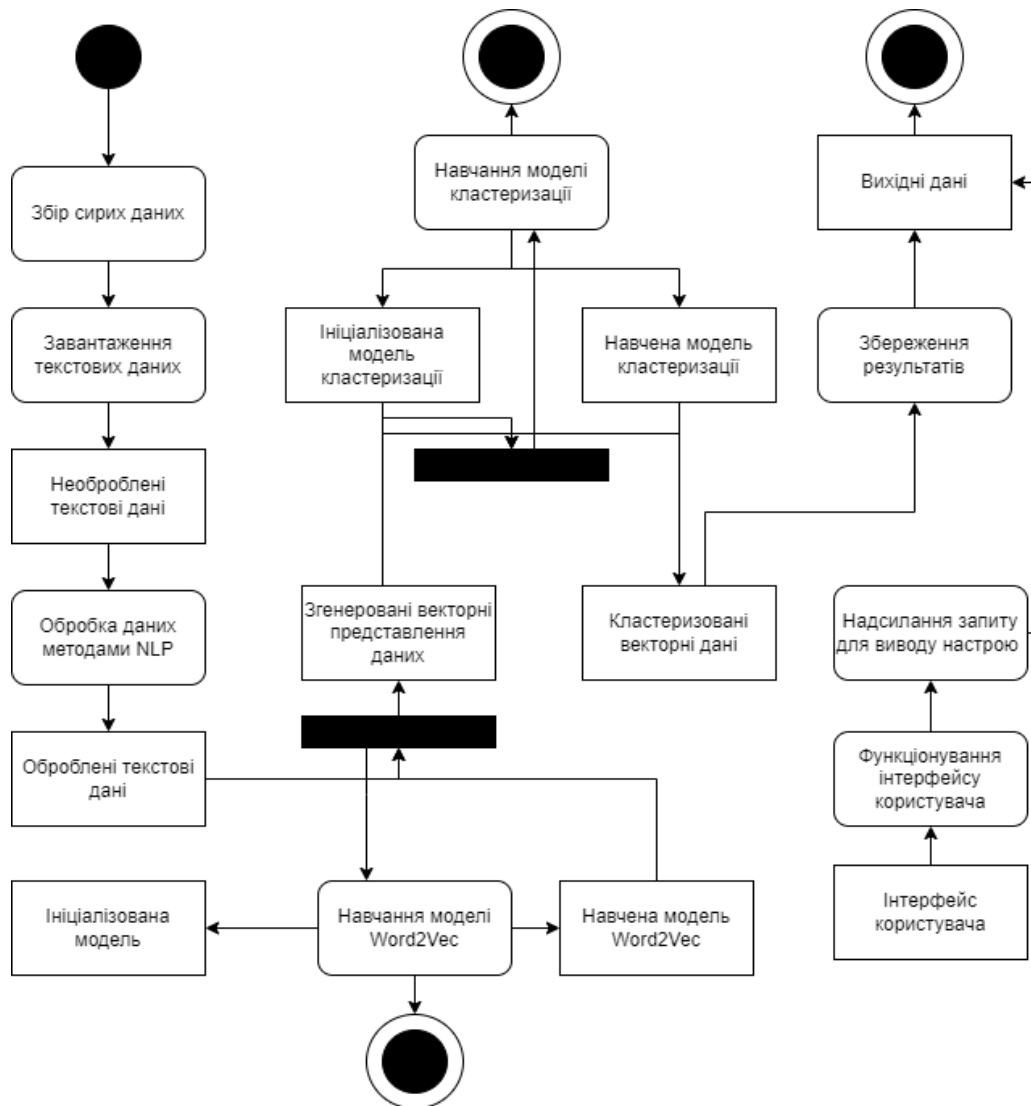 Збір сирих даних
Завантаження
текстових даних
Необроблені
текстові дані
Обробка даних
методами NLP
Оброблені текстові
дані
Ініціалізована
модель
Навчання моделі
кластеризації
Ініціалізована
модель
кластеризації
Навчена модель
кластеризації
Згенеровані векторні
представлення
даних
Кластеризовані
векторні дані
Навчання моделі
Word2Vec
Навчена модель
Word2Vec
Вихідні дані
Збереження
результатів
Надсилання запиту
для виводу настрою
Функціонування
інтерфейсу
користувача
Інтерфейс
користувача